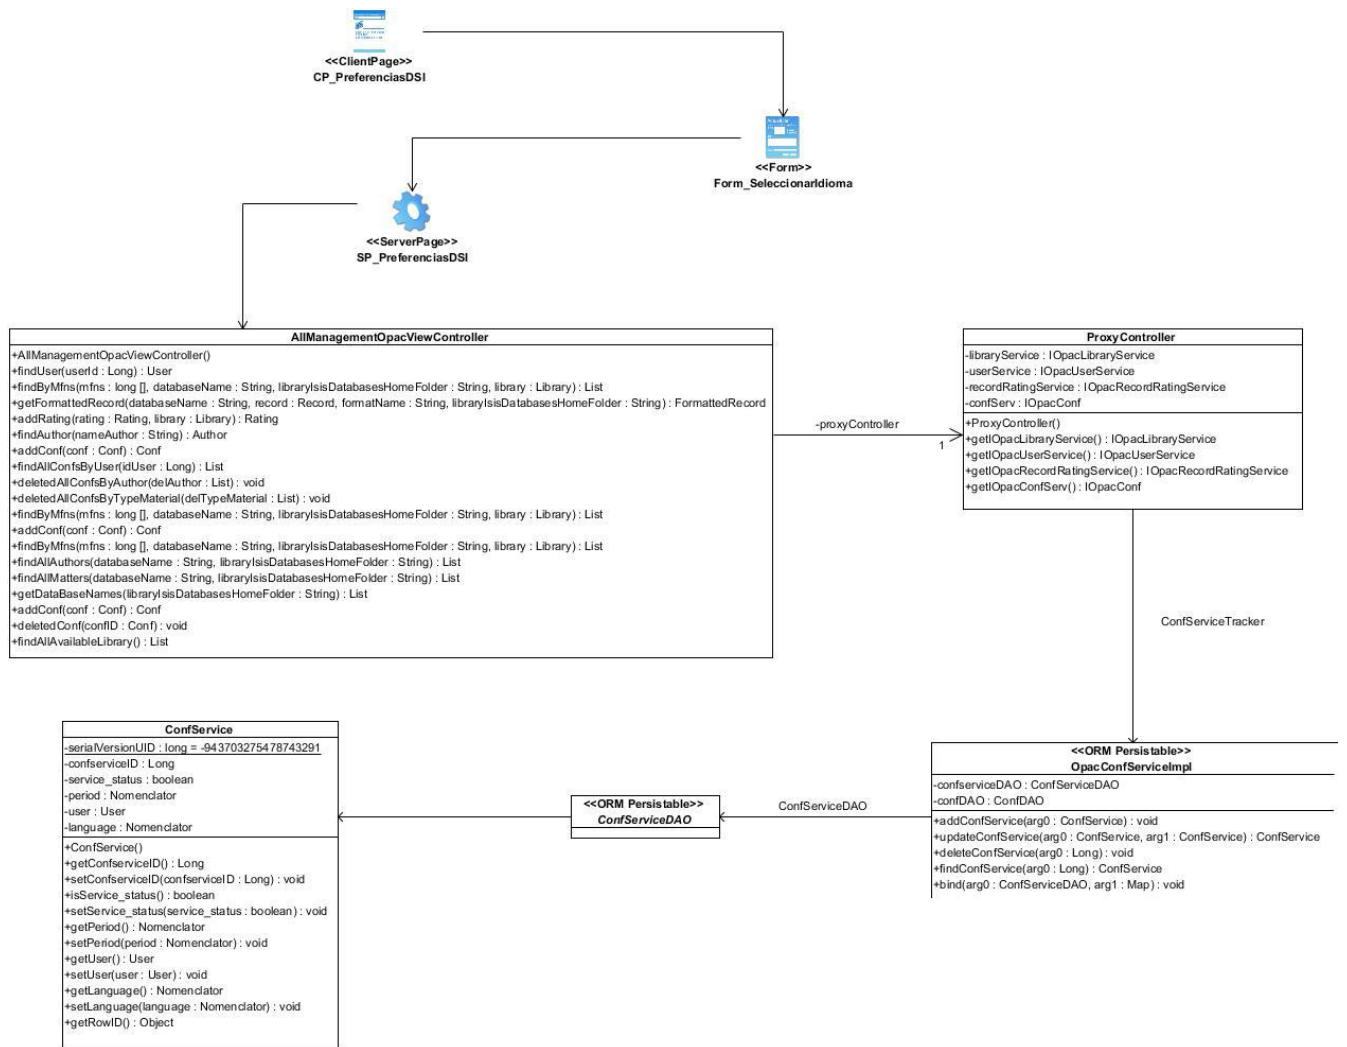 <<ClientPage>>
CP_PreferenciasDSI
<<Form>>
Form_SeleccionarIdioma
<<ServerPage>>
SP_PreferenciasDSI
AllManagementOpacViewController
+AllManagementOpacViewController()
+findUser(userId : Long) : User
+findByMfns(mfns : long [], databaseName : String, libraryIsisDatabasesHomeFolder : String, library : Library) : List
+getFormattedRecord(databaseName : String, record : Record, formatName : String, libraryIsisDatabasesHomeFolder : String) : FormattedRecord
+addRating(rating : Rating, library : Library) : Rating
+findAuthor(nameAuthor : String) : Author
+addConf(conf : Conf) : Conf
+findAllConfsByUser(idUser : Long) : List
+deletedAllConfsByAuthor(delAuthor : List) : void
+deletedAllConfsByTypeMaterial(delTypeMaterial : List) : void
+findByMfns(mfns : long [], databaseName : String, libraryIsisDatabasesHomeFolder : String, library : Library) : List
+addConf(conf : Conf) : Conf
+findByMfns(mfns : long [], databaseName : String, libraryIsisDatabasesHomeFolder : String, library : Library) : List
+findAllAuthors(databaseName : String, libraryIsisDatabasesHomeFolder : String) : List
+findAllMatters(databaseName : String, libraryIsisDatabasesHomeFolder : String) : List
+getDataBaseNames(libraryIsisDatabasesHomeFolder : String) : List
+addConf(conf : Conf) : Conf
+deletedConf(confID : Conf) : void
+findAllAvailableLibrary() : List
-proxyController
1
ProxyController
-libraryService : IOpacLibraryService
-userService : IOpacUserService
-recordRatingService : IOpacRecordRatingService
-confServ : IOpacConf
+ProxyController()
+getIOpacLibraryService() : IOpacLibraryService
+getIOpacUserService() : IOpacUserService
+getIOpacRecordRatingService() : IOpacRecordRatingService
+getIOpacConfServ() : IOpacConf
ConfServiceTracker
ConfService
-serialVersionUID : long = -943703275478743291
-confserviceID : Long
-service_status : boolean
-period : Nomenclator
-user : User
-language : Nomenclator
+ConfService()
+getConfserviceID() : Long
+setConfserviceID(confserviceID : Long) : void
+isService_status() : boolean
+setService_status(service_status : boolean) : void
+getPeriod() : Nomenclator
+setPeriod(period : Nomenclator) : void
+getUser() : User
+setUser(user : User) : void
+getLanguage() : Nomenclator
+setLanguage(language : Nomenclator) : void
+getRowID() : Object
<<ORM Persistable>>
ConfServiceDAO
ConfServiceDAO
<<ORM Persistable>>
OpacConfServiceImpl
-confserviceDAO : ConfServiceDAO
-confDAO : ConfDAO
+addConfService(arg0 : ConfService) : void
+updateConfService(arg0 : ConfService, arg1 : ConfService) : ConfService
+deleteConfService(arg0 : Long) : void
+findConfService(arg0 : Long) : ConfService
+bind(arg0 : ConfServiceDAO, arg1 : Map) : void